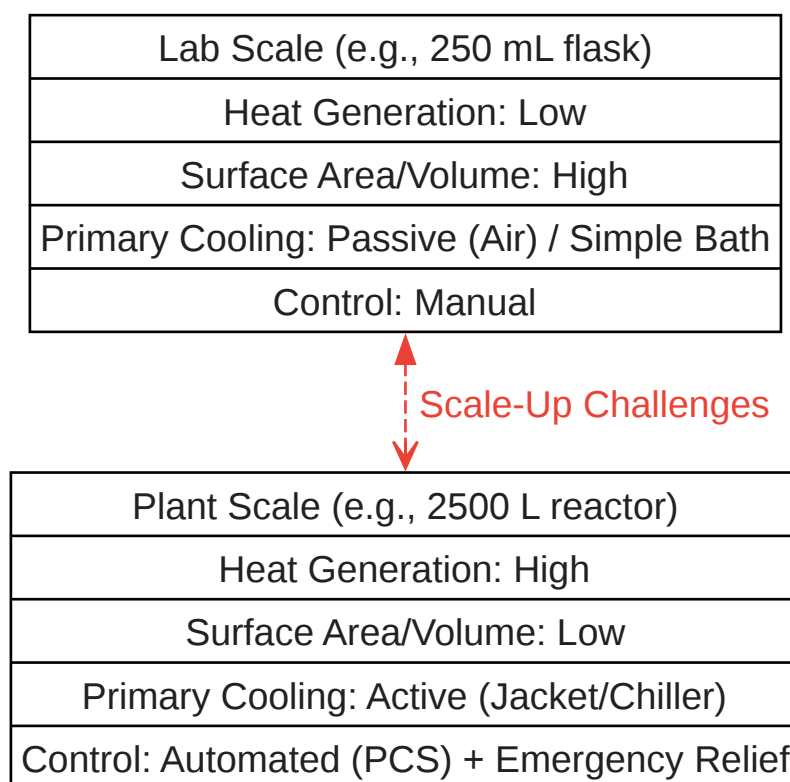 Lab Scale (e.g., 250 mL flask)
Heat Generation: Low
Surface Area/Volume: High
Primary Cooling: Passive (Air) / Simple Bath
Control: Manual
Scale-Up Challenges
Plant Scale (e.g., 2500 L reactor)
Heat Generation: High
Surface Area/Volume: Low
Primary Cooling: Active (Jacket/Chiller)
Control: Automated (PCS) + Emergency Relief